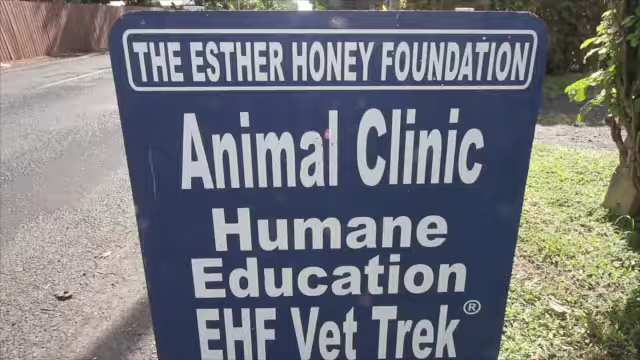 THE ESTHER HONEY FOUNDATION
Animal Clinic
Humane
Education
EHF Vet Trek®